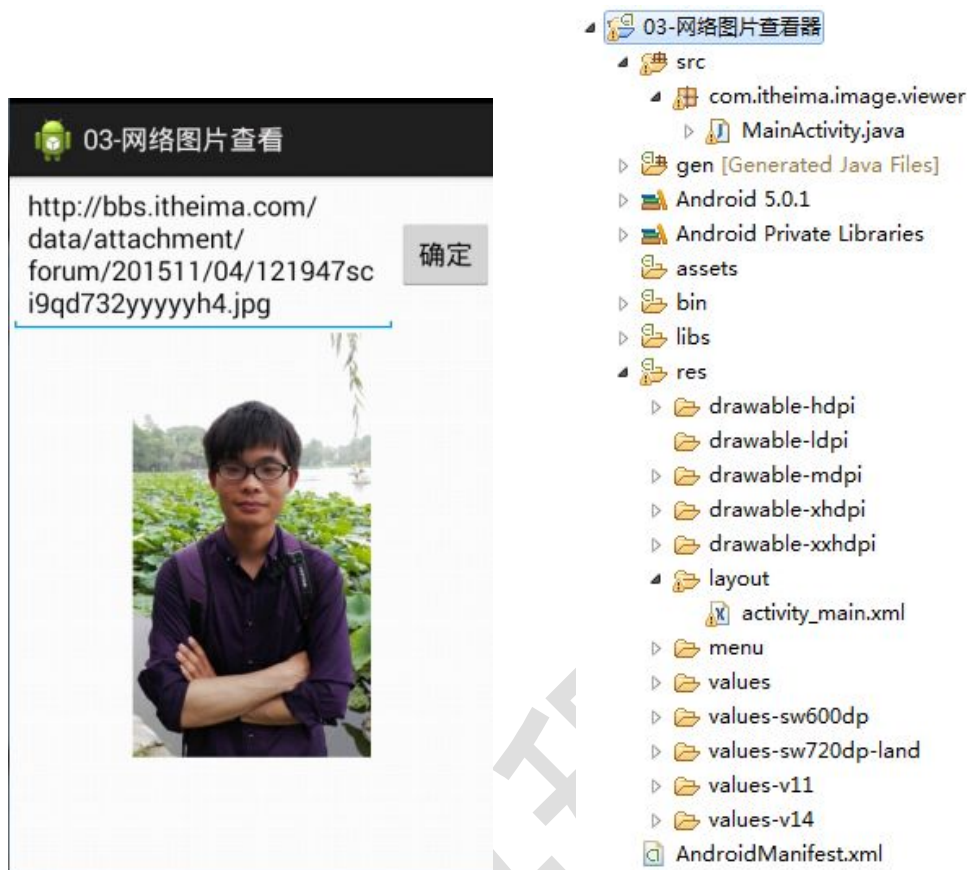 03-网络图片查看
http://bbs.itheima.com/
data/attachment/
forum/201511/04/121947sc
i9qd732yyyyyh4.jpg
确定
03-网络图片查看器
src
com.itheima.image.viewer
MainActivity.java
gen [Generated Java Files]
Android 5.0.1
Android Private Libraries
assets
bin
libs
res
drawable-hdpi
drawable-ldpi
drawable-mdpi
drawable-xhdpi
drawable-xxhdpi
layout
activity_main.xml
menu
values
values-sw600dp
values-sw720dp-land
values-v11
values-v14
AndroidManifest.xml